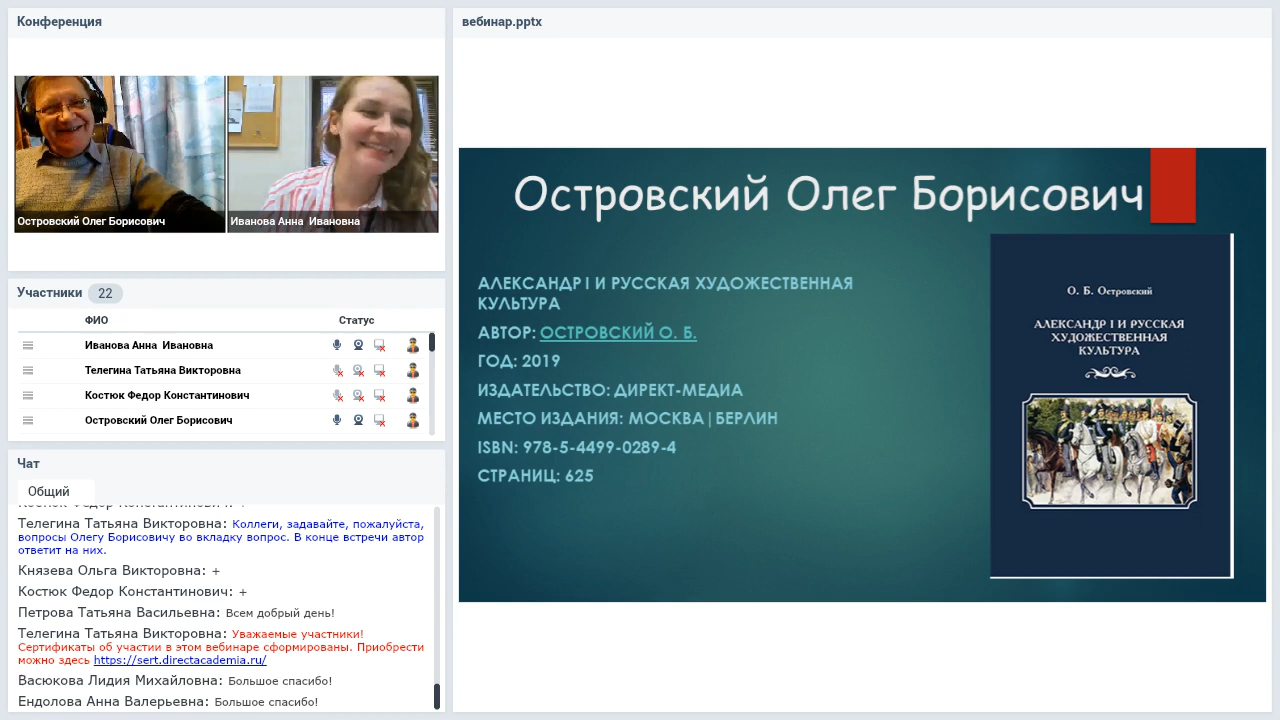 Конференция
Островский Олег Борисович
Иванова Анна  Ивановна
Участники 22
ФИО Статус
Иванова Анна  Ивановна
Телегина Татьяна Викторовна
Костюк Федор Константинович
Островский Олег Борисович
Чат
Общий
Костюк Федор Константинович: +
Телегина Татьяна Викторовна: Коллеги, задавайте, пожалуйста,
вопросы Олегу Борисовичу во вкладку вопрос. В конце встречи автор
ответит на них.
Князева Ольга Викторовна: +
Костюк Федор Константинович: +
Петрова Татьяна Васильевна: Всем добрый день!
Телегина Татьяна Викторовна: Уважаемые участники!
Сертификаты об участии в этом вебинаре сформированы. Приобрести
можно здесь https://sert.directacademia.ru/
Васюкова Лидия Михайловна: Большое спасибо!
Ендолова Анна Валерьевна: Большое спасибо!
вебинар.pptx
Островский Олег Борисович
АЛЕКСАНДР I И РУССКАЯ ХУДОЖЕСТВЕННАЯ
КУЛЬТУРА
АВТОР: ОСТРОВСКИЙ О. Б.
ГОД: 2019
ИЗДАТЕЛЬСТВО: ДИРЕКТ-МЕДИА
МЕСТО ИЗДАНИЯ: МОСКВА|БЕРЛИН
ISBN: 978-5-4499-0289-4
СТРАНИЦ: 625
О. Б. Островский
АЛЕКСАНДР I И РУССКАЯ
ХУДОЖЕСТВЕННАЯ
КУЛЬТУРА